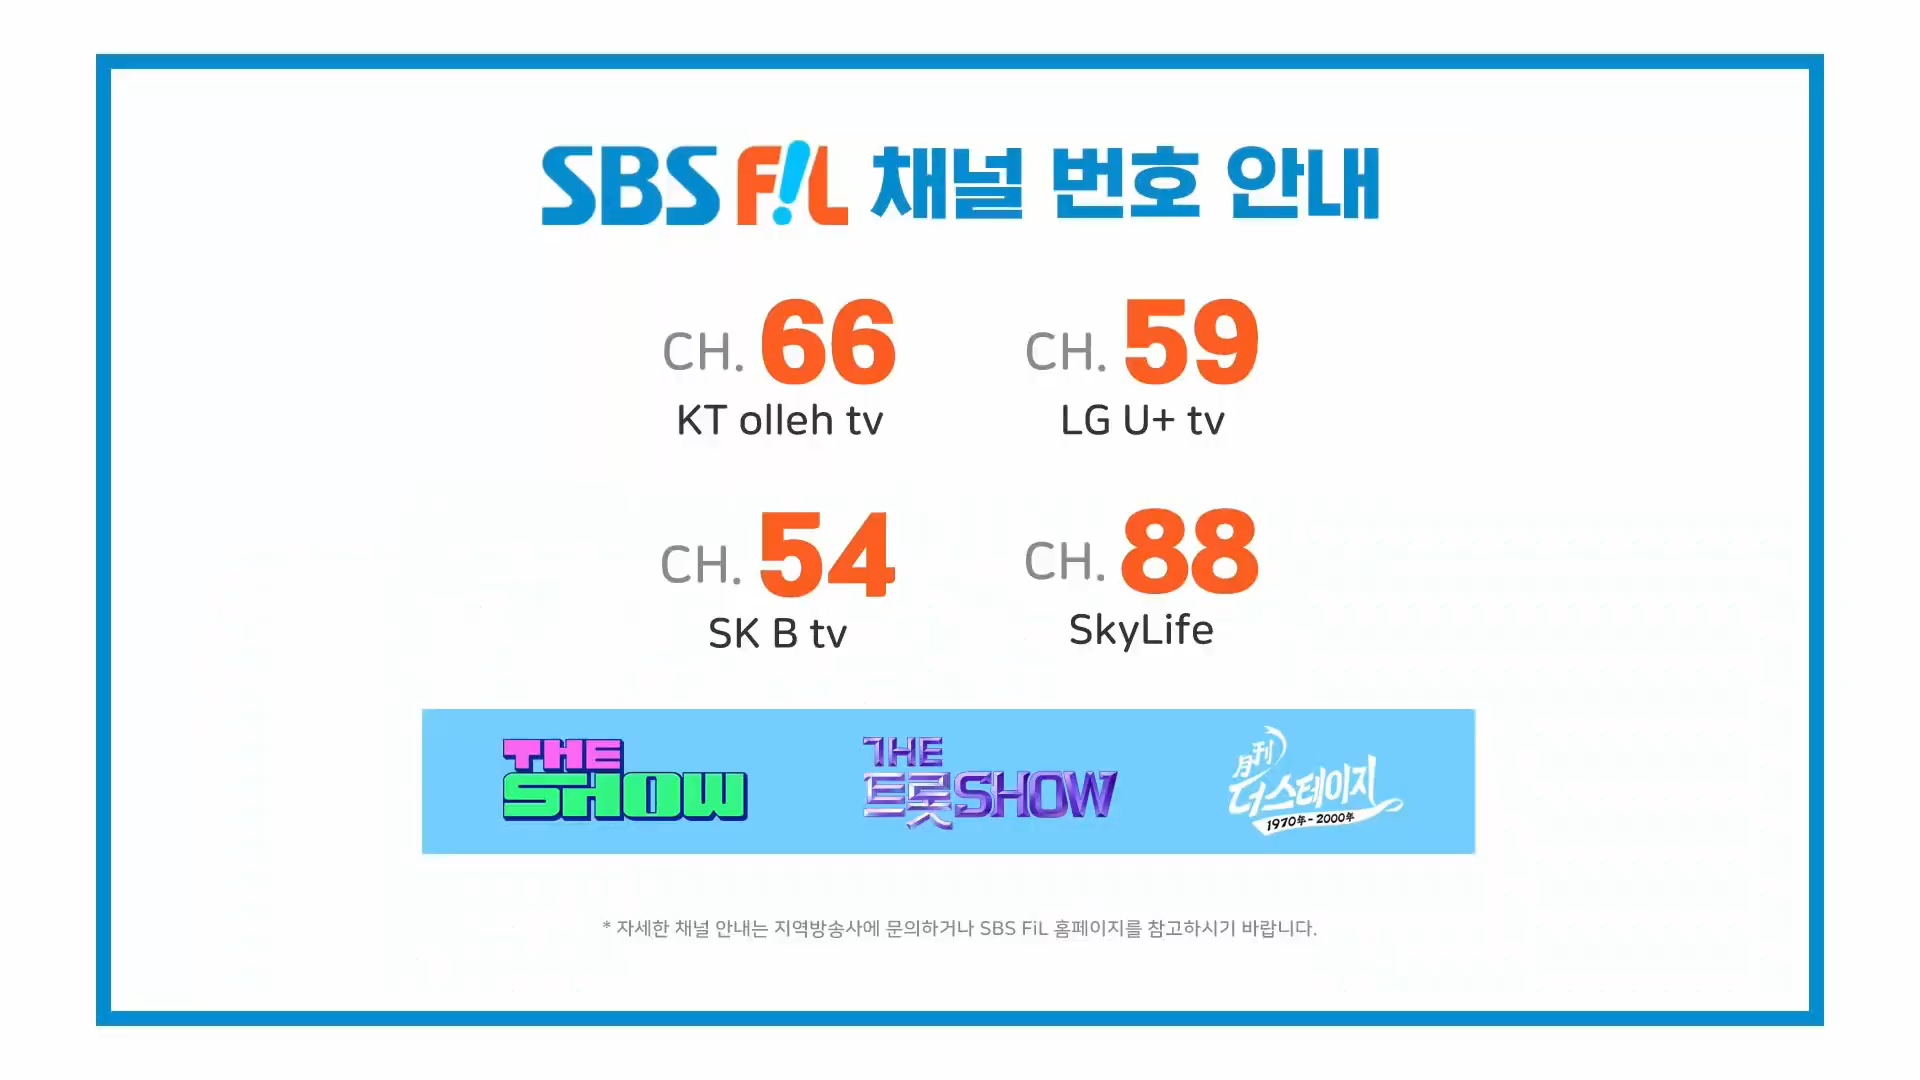 SBS F!L 채널 번호 안내
CH. 66
KT olleh tv
CH. 59
LG U+ tv
CH. 54
SK B tv
CH. 88
SkyLife
THE
SHOW
THE
트롯SHOW
月刊
더스테이지
1970年-2000年
* 자세한 채널 안내는 지역방송사에 문의하거나 SBS FiL 홈페이지를 참고하시기 바랍니다.